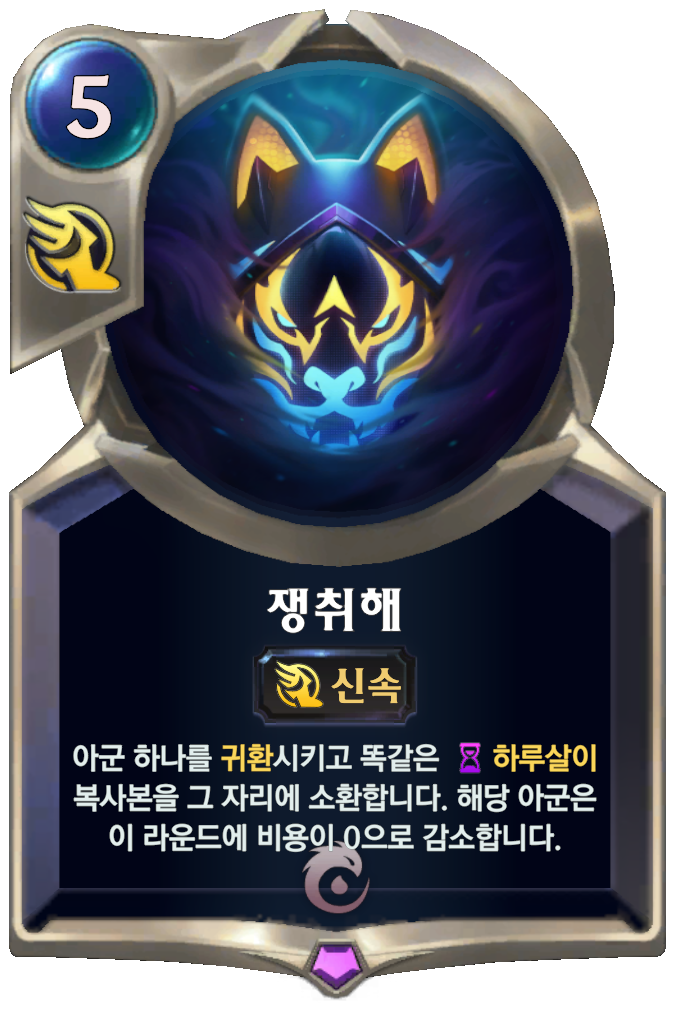 5
쟁취해
신속
아군 하나를 귀환시키고 똑같은 하루살이
복사본을 그 자리에 소환합니다. 해당 아군은
이 라운드에 비용이 0으로 감소합니다.